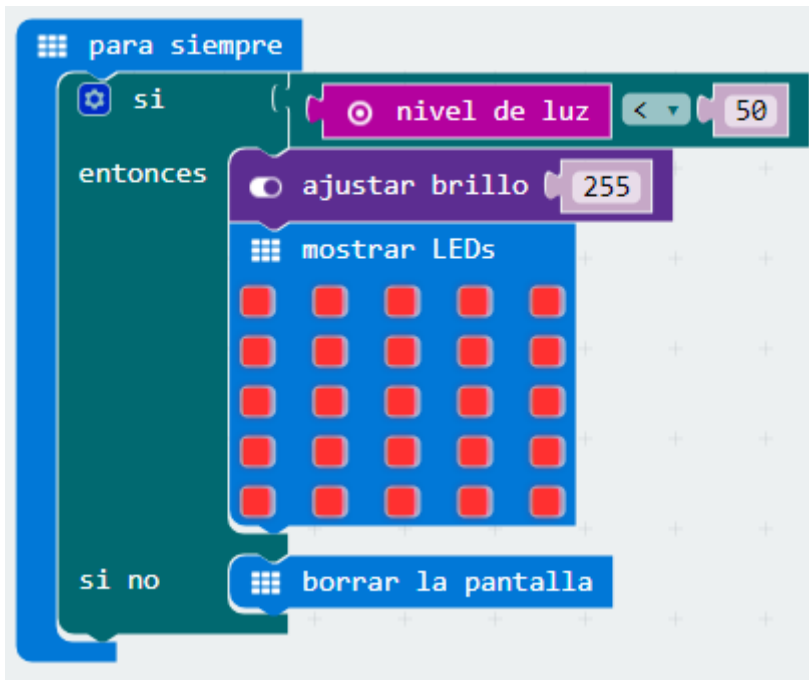 para siempre
si nivel de luz < 50
entonces
ajustar brillo 255
mostrar LEDs
si no borrar la pantalla